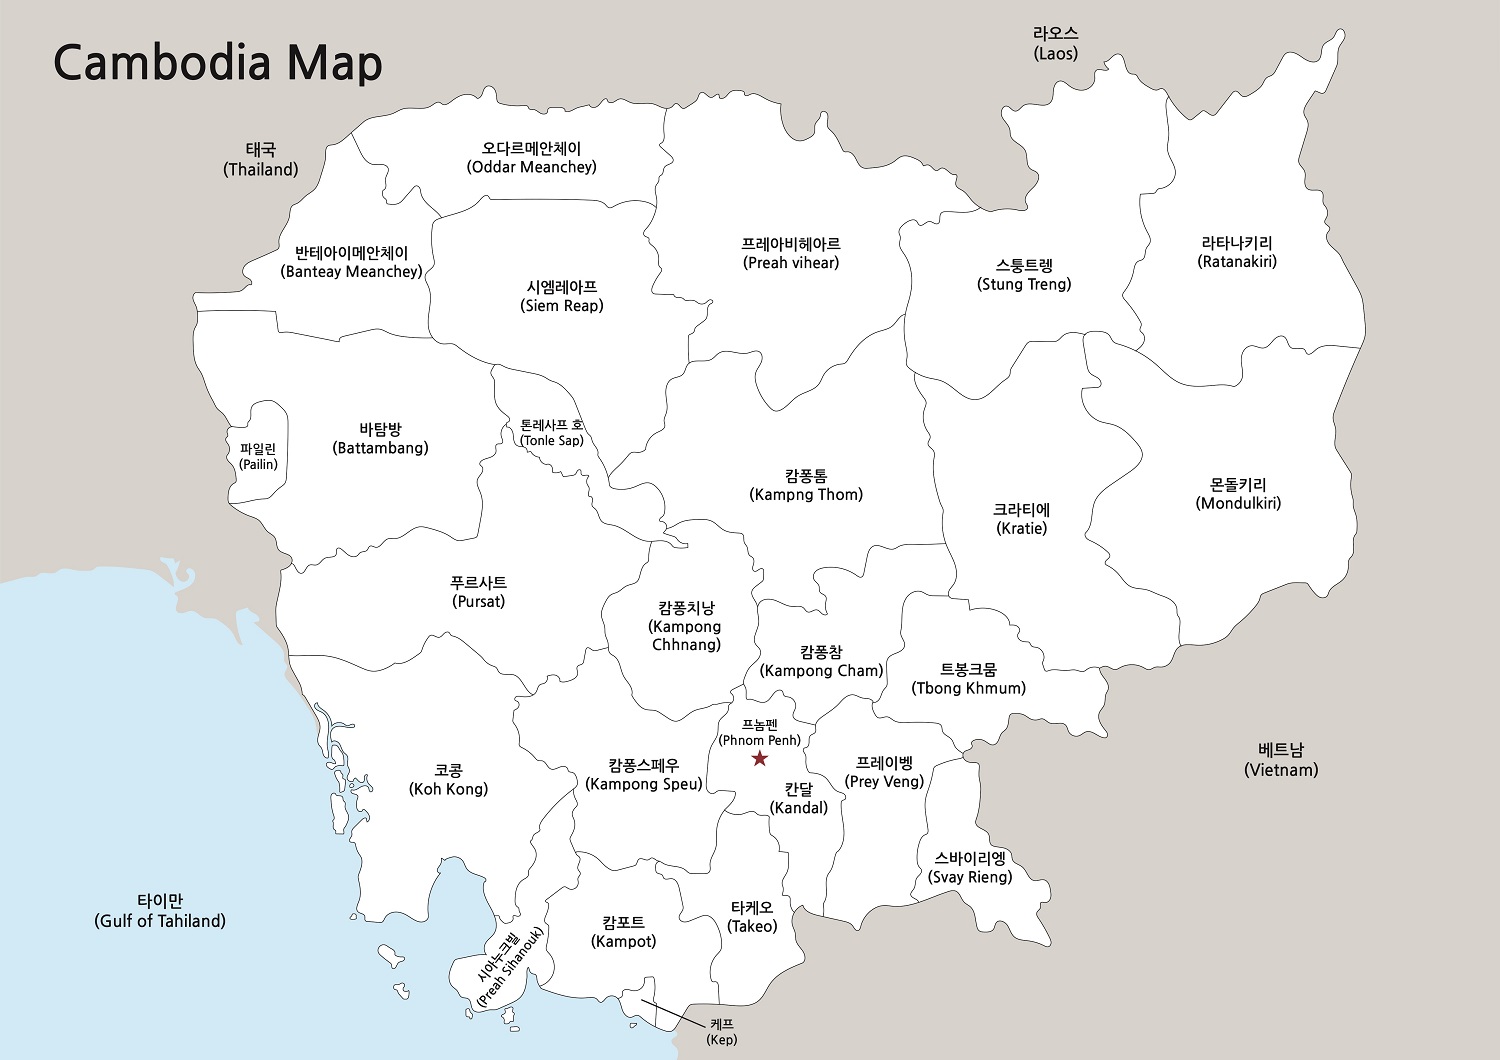 Cambodia Map
라오스
(Laos)
태국
(Thailand)
오다르메안체이
(Oddar Meanchey)
반테아이메안체이
(Banteay Meanchey)
시엠레아프
(Siem Reap)
프레아비헤아르
(Preah vihear)
스퉁트렝
(Stung Treng)
라타나키리
(Ratanakiri)
바탐방
(Battambang)
파일린
(Pailin)
톤레사프 호
(Tonle Sap)
캄퐁톰
(Kampng Thom)
크라티에
(Kratie)
몬돌키리
(Mondulkiri)
푸르사트
(Pursat)
캄퐁치낭
(Kampong
Chhnang)
캄퐁참
(Kampong Cham)
트봉크뭄
(Tbong Khmum)
프놈펜
(Phnom Penh)
코콩
(Koh Kong)
캄퐁스페우
(Kampong Speu)
칸달
(Kandal)
프레이벵
(Prey Veng)
베트남
(Vietnam)
스바이리엥
(Svay Rieng)
타이만
(Gulf of Tahiland)
시아누크빌
(Preah Sihanouk)
캄포트
(Kampot)
타케오
(Takeo)
케프
(Kep)